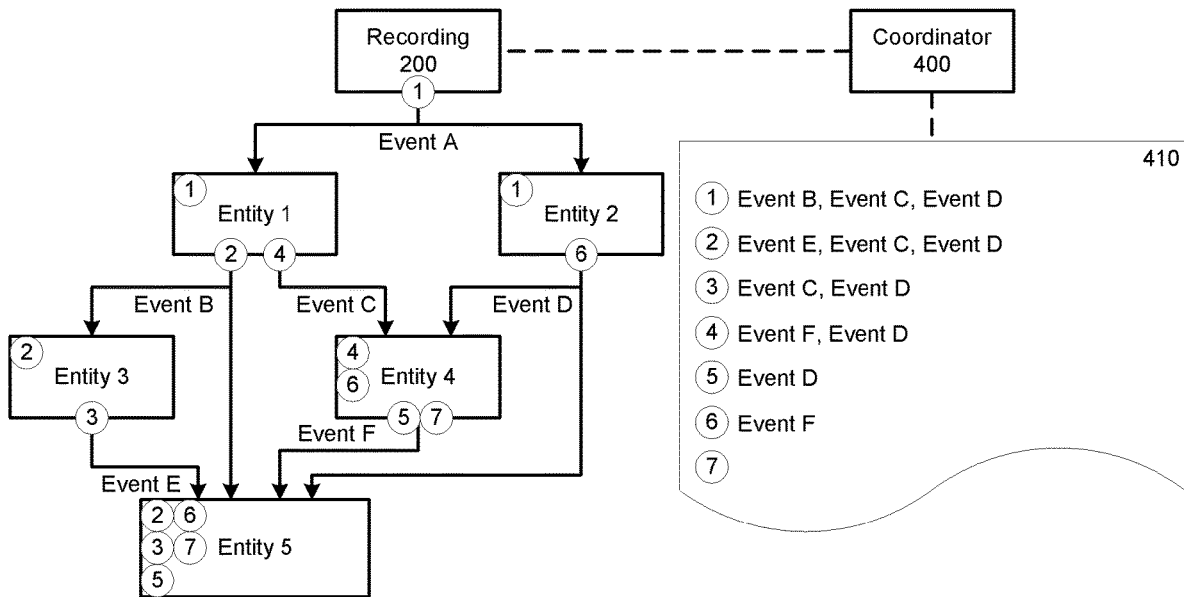 Recording
200
Coordinator
400
1
Event A
410
1
Entity 1
1
Entity 2
2
4
6
1 Event B, Event C, Event D
2 Event E, Event C, Event D
3 Event C, Event D
4 Event F, Event D
5 Event D
6 Event F
7
Event B
Event C
Event D
2
Entity 3
3
4
6
Entity 4
5
7
Event F
Event E
2
6
3
7
5
Entity 5